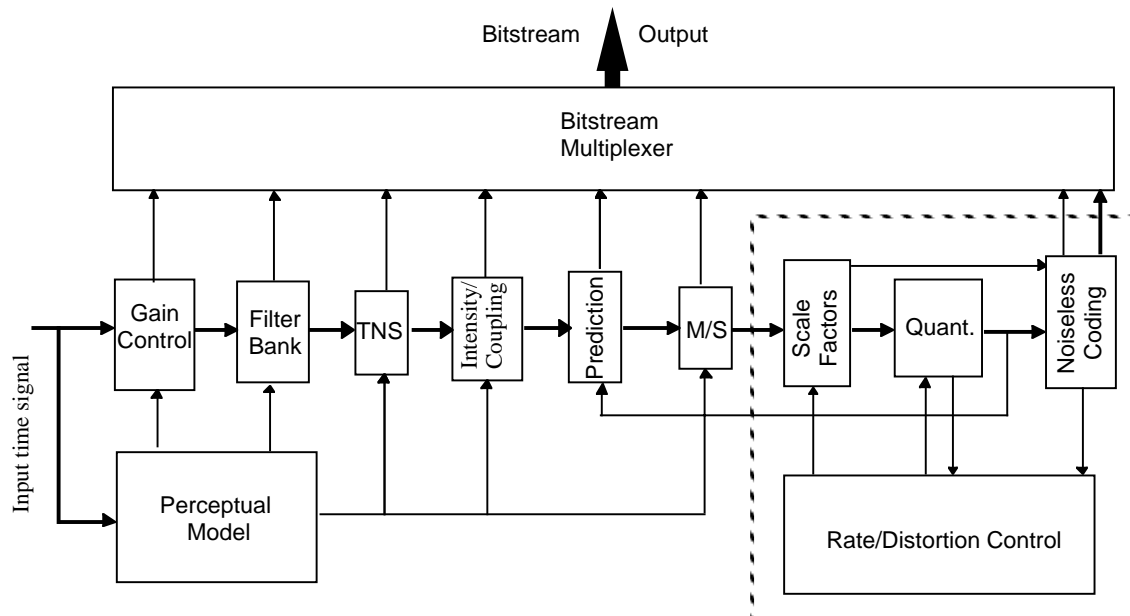 Bitstream Output
Bitstream
Multiplexer
Gain
Control
Filter
Bank
TNS
Intensity/
Coupling
Prediction
M/S
Scale
Factors
Quant.
Noiseless
Coding
Input time signal
Perceptual
Model
Rate/Distortion Control